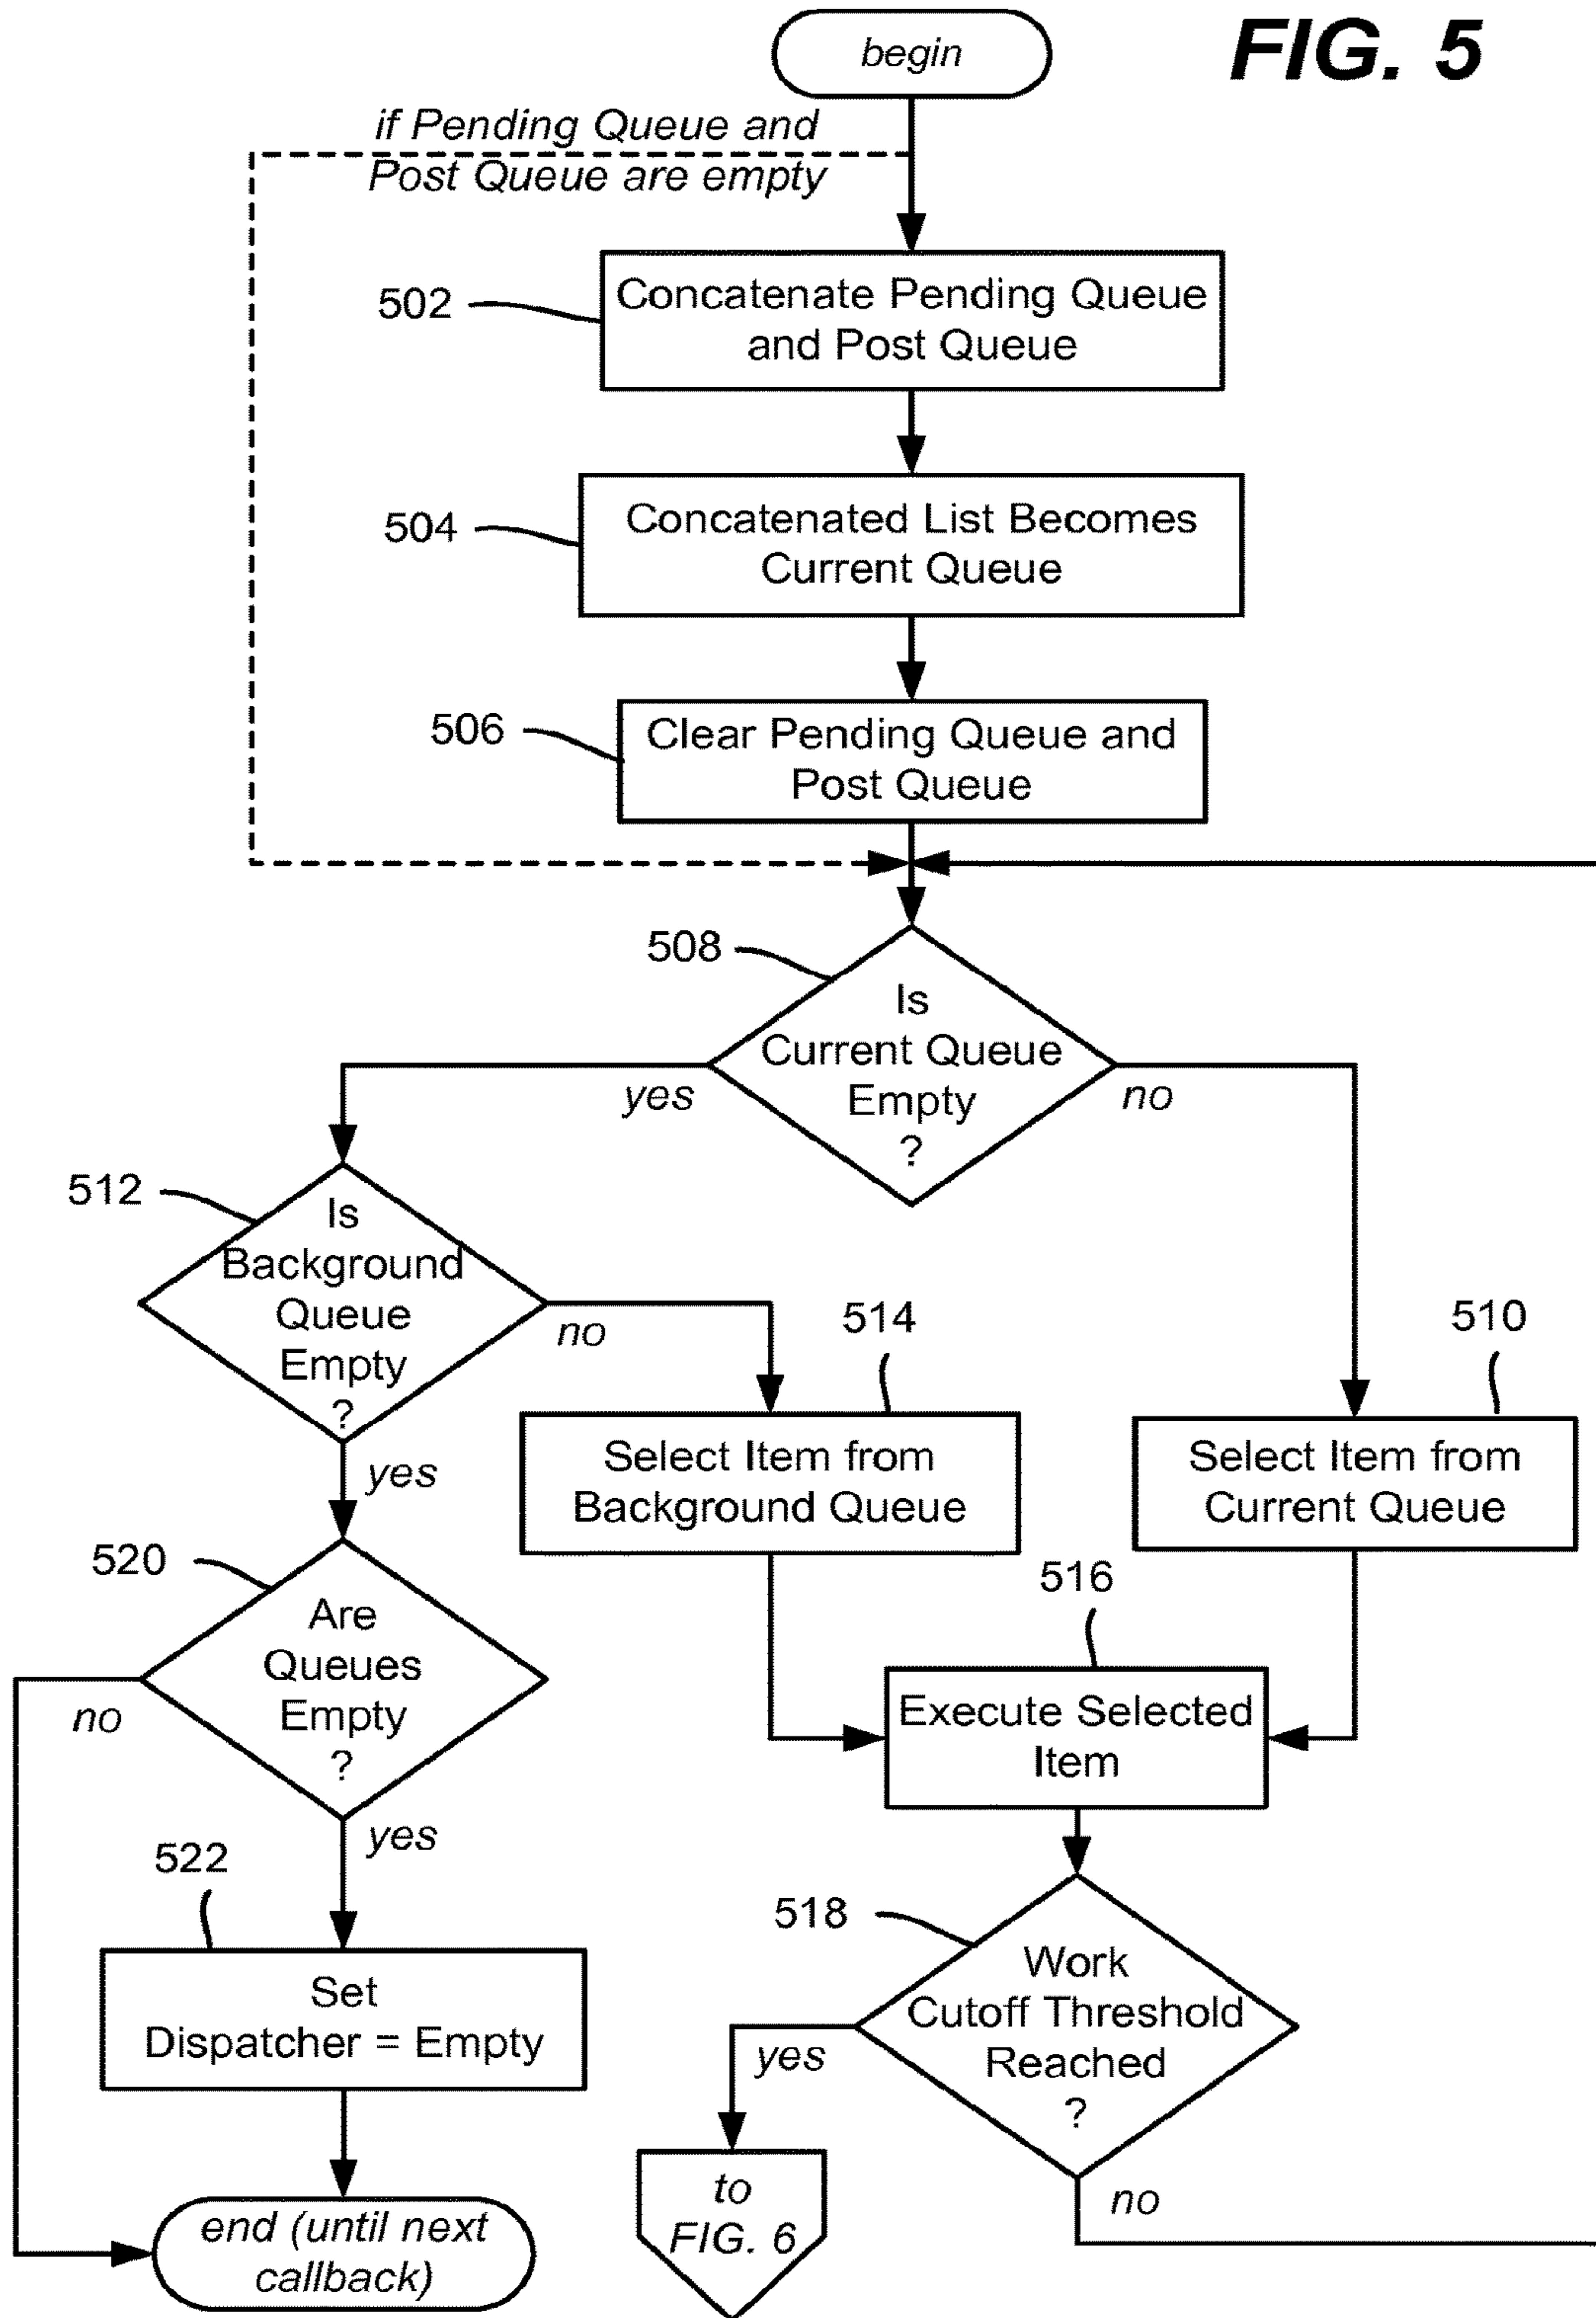 FIG. 5
begin
if Pending Queue and
Post Queue are empty
502
Concatenate Pending Queue
and Post Queue
504
Concatenated List Becomes
Current Queue
506
Clear Pending Queue and
Post Queue
508
Is
Current Queue
Empty
?
yes
no
512
Is
Background
Queue
Empty
?
no
yes
514
Select Item from
Background Queue
510
Select Item from
Current Queue
520
Are
Queues
Empty
?
no
yes
516
Execute Selected
Item
522
Set
Dispatcher = Empty
518
Work
Cutoff Threshold
Reached
?
yes
no
to
FIG. 6
end (until next
callback)